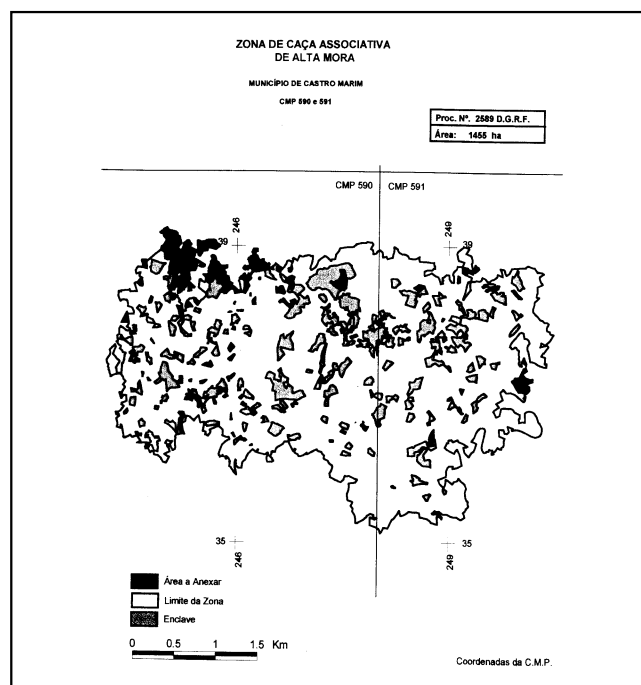 ZONA DE CAÇA ASSOCIATIVA
DE ALTA MORA
MUNICÍPIO DE CASTRO MARIM
CMP 590 e 591
Proc. Nº. 2589 D.G.R.F.
Área: 1455 ha
CMP 590
CMP 591
246
39
249
39
35
246
249
35
Área a Anexar
Limite da Zona
Enclave
0 0.5 1 1.5 Km
Coordenadas da C.M.P.